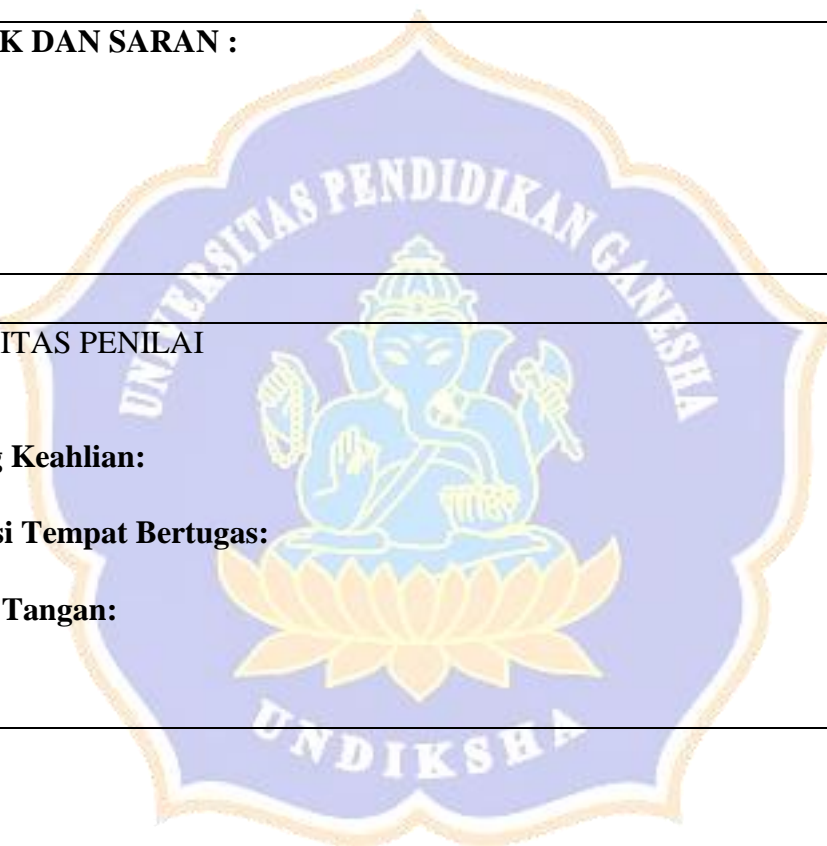 K DAN SARAN :
UNIVERSITAS PENDIDIKAN GANESHA
ITAS PENILAI
g Keahlian:
si Tempat Bertugas:
Tangan:
UNDIKSHA